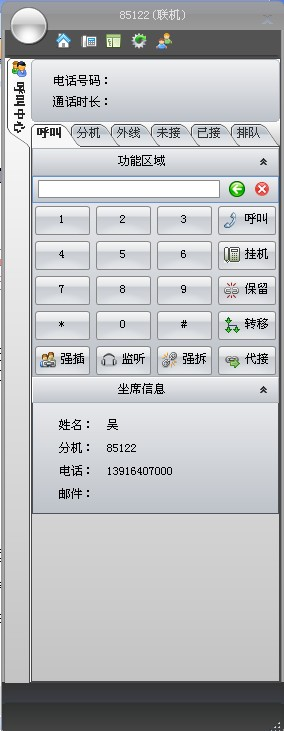 85122(联机)
呼叫中心
电话号码：
通话时长：
呼叫 分机 外线 未接 已接 排队
功能区域
1 2 3 呼叫
4 5 6 挂机
7 8 9 保留
* 0 # 转移
强插 监听 强拆 代接
坐席信息
姓名： 吴
分机： 85122
电话： 13916407000
邮件：